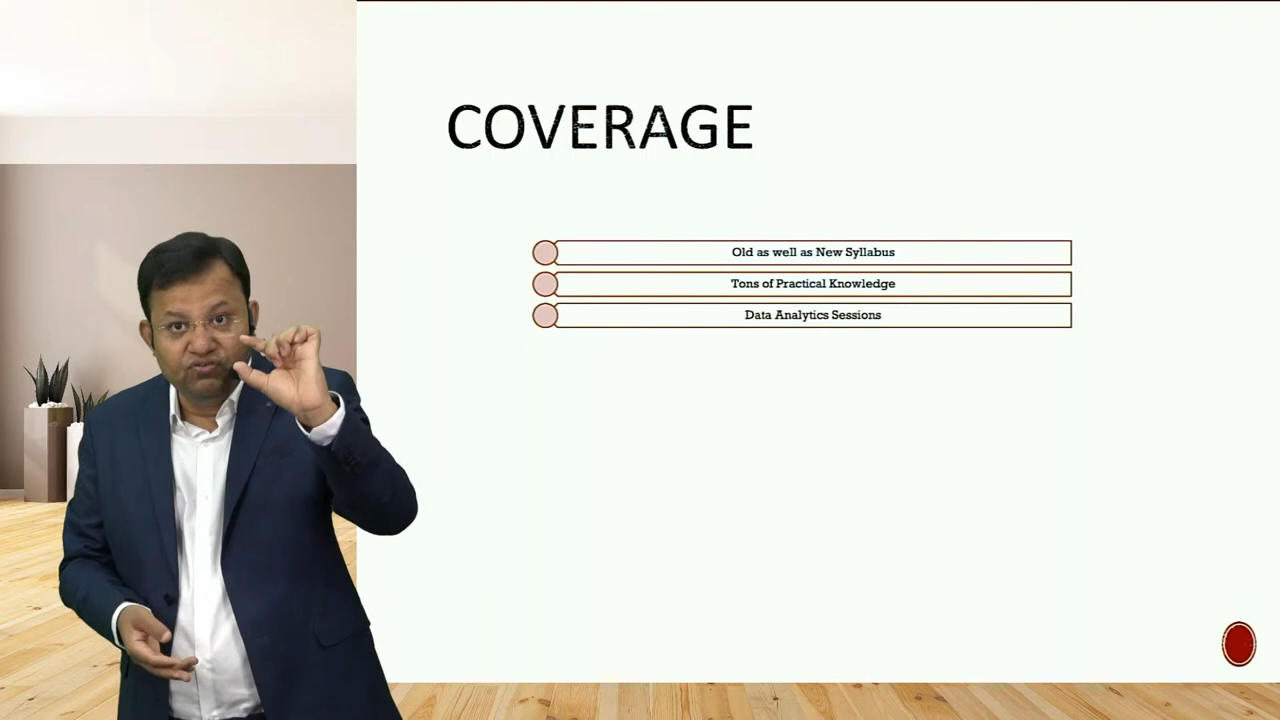 COVERAGE
Old as well as New Syllabus
Tons of Practical Knowledge
Data Analytics Sessions